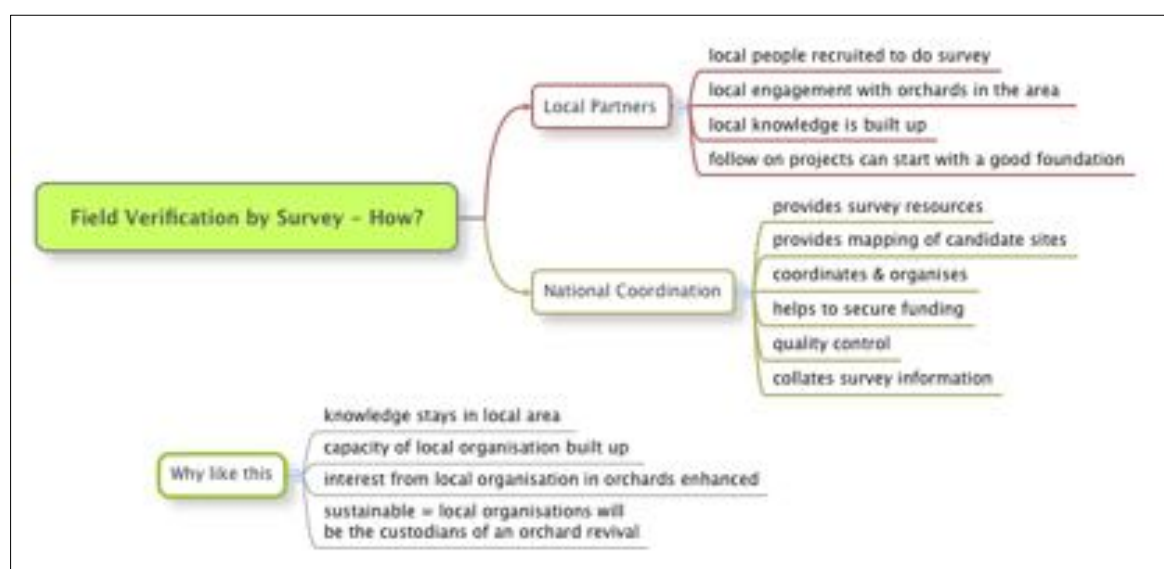 Field Verification by Survey - How?
Local Partners
local people recruited to do survey
local engagement with orchards in the area
local knowledge is built up
follow on projects can start with a good foundation
National Coordination
provides survey resources
provides mapping of candidate sites
coordinates & organises
helps to secure funding
quality control
collates survey information
Why like this
knowledge stays in local area
capacity of local organisation built up
interest from local organisation in orchards enhanced
sustainable = local organisations will
be the custodians of an orchard revival